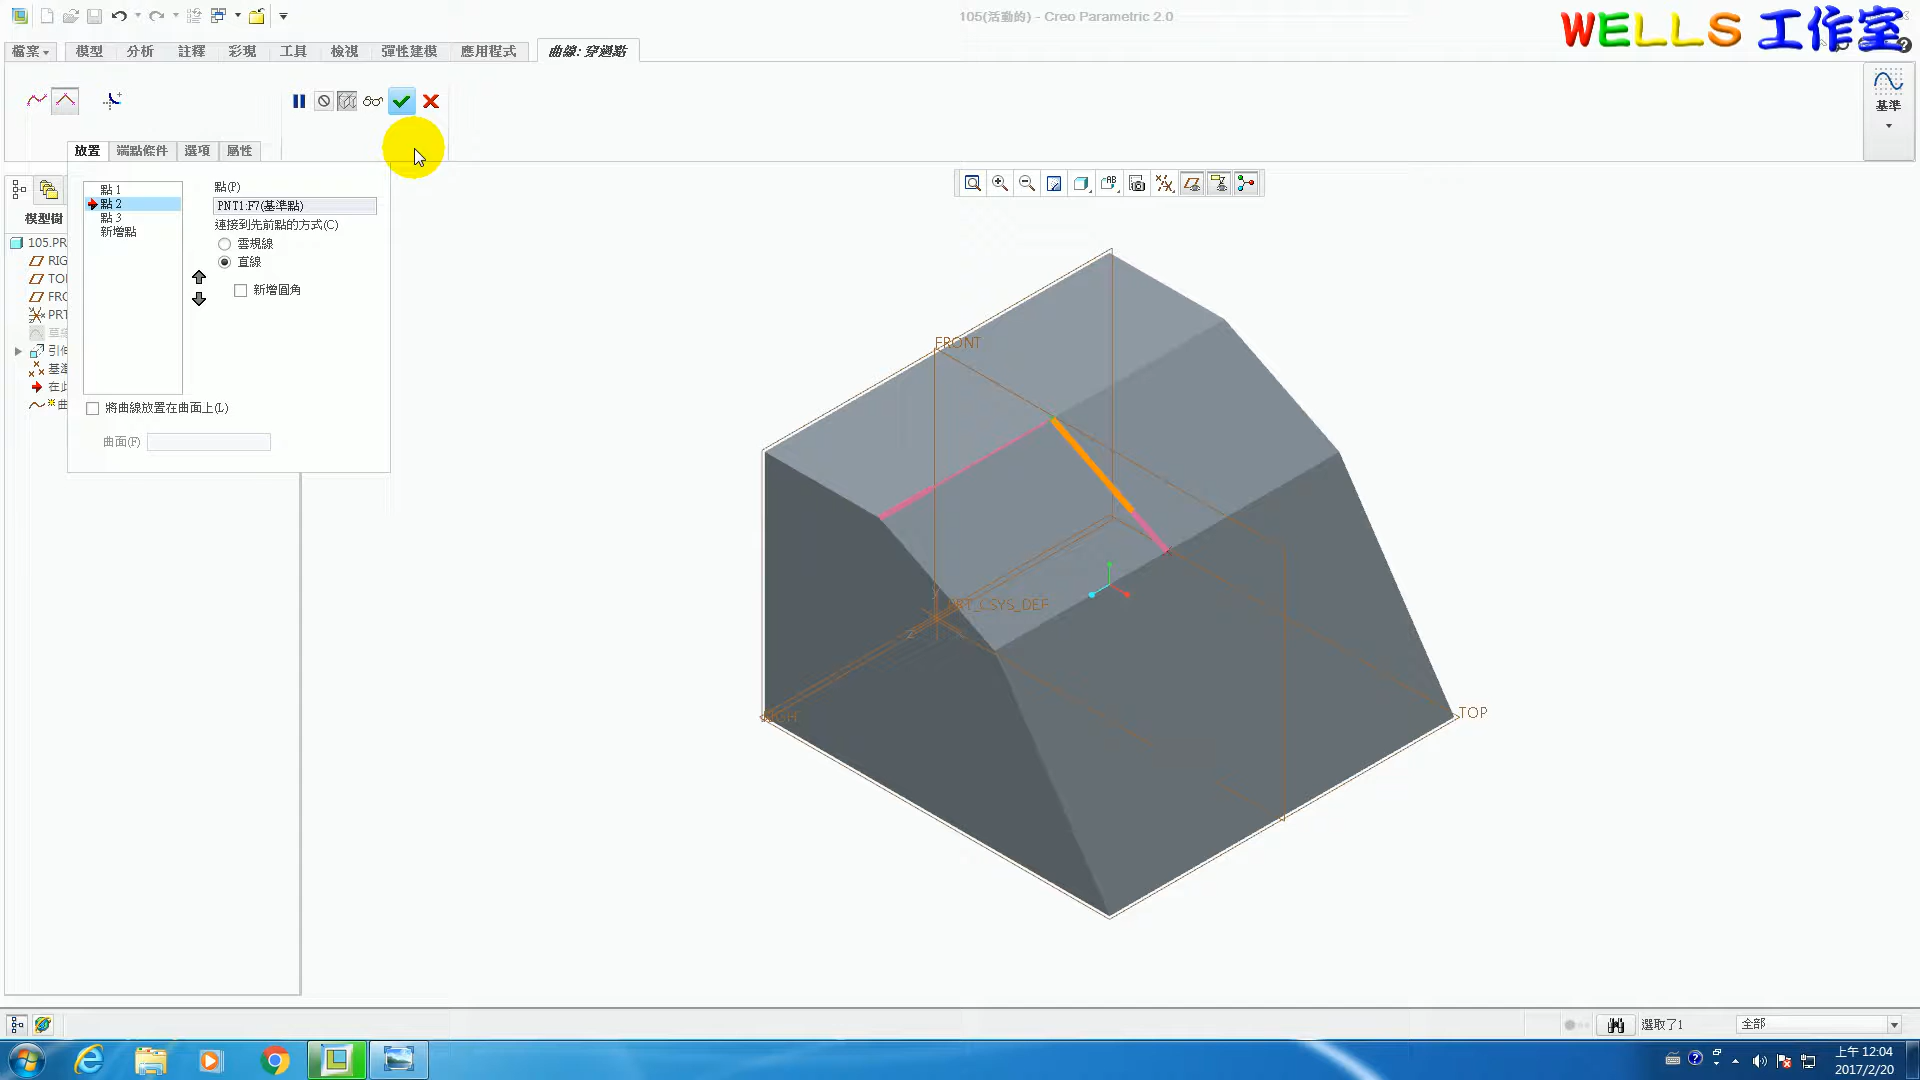 105(活動的) - Creo Parametric 2.0
WELLS 工作室
檔案 模型 分析 註釋 彩現 工具 檢視 彈性建模 應用程式 曲線: 穿過點
基準
放置 端點條件 選項 屬性
點 1
點 2
點 3
新增點
點(P)
PNT1:F7(基準點)
連接到先前點的方式(C)
雲規線
直線
新增圓角
將曲線放置在曲面上(L)
曲面(F)
模型樹
105.PR
RIG
TO
FRO
PRT
引伸
基準
在此
曲
FRONT
PRT_CSYS_DEF
TOP
選取了1
全部
上午 12:04
2017/2/20